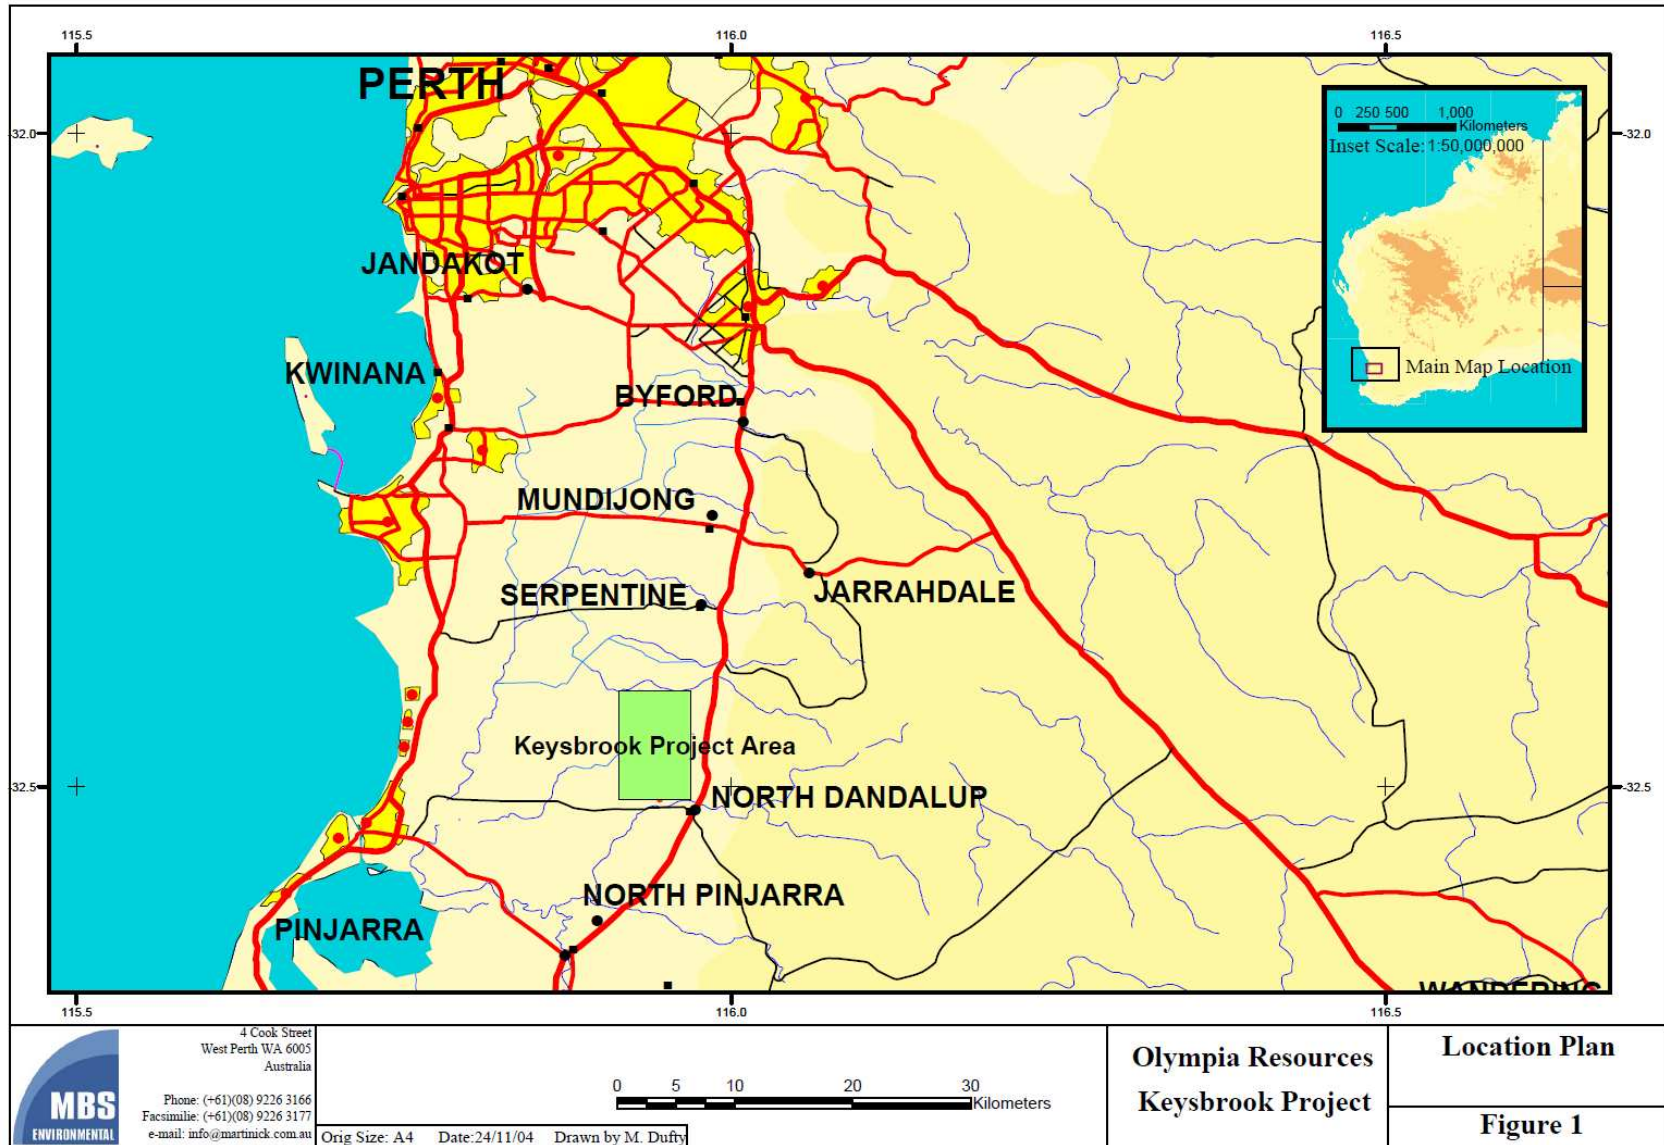 115.5
116.0
116.5
-32.0
PERTH
0 250 500 1,000
Kilometers
Inset Scale: 1:50,000,000
-32.0
JANDAKOT
KWINANA
Main Map Location
BYFORD
MUNDIJONG
SERPENTINE
JARRAHDALE
Keysbrook Project Area
-32.5
NORTH DANDALUP
-32.5
NORTH PINJARRA
PINJARRA
WANDERING
115.5
116.0
116.5
MBS
ENVIRONMENTAL
4 Cook Street
West Perth WA 6005
Australia
Phone: (+61)(08) 9226 3166
Facsimilie: (+61)(08) 9226 3177
e-mail: info@martinick.com.au
0 5 10 20 30
Kilometers
Orig Size: A4 Date:24/11/04 Drawn by M. Dufty
Olympia Resources
Keysbrook Project
Location Plan
Figure 1